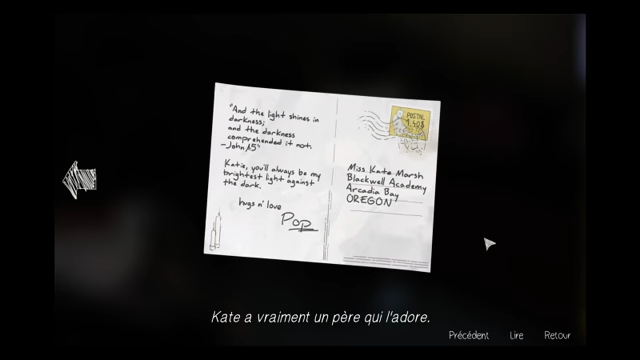 "And the light shines in
darkness;
and the darkness
comprehended it not
-John 1:5"
Katie, you'll always be my
brightest light against
the dark.
hugs n' love
Pop
POSTAL
Miss Kate Marsh
Blackwell Academy
Arcadia Bay
OREGON
Kate a vraiment un père qui l'adore.
Précédent
Lire
Retour